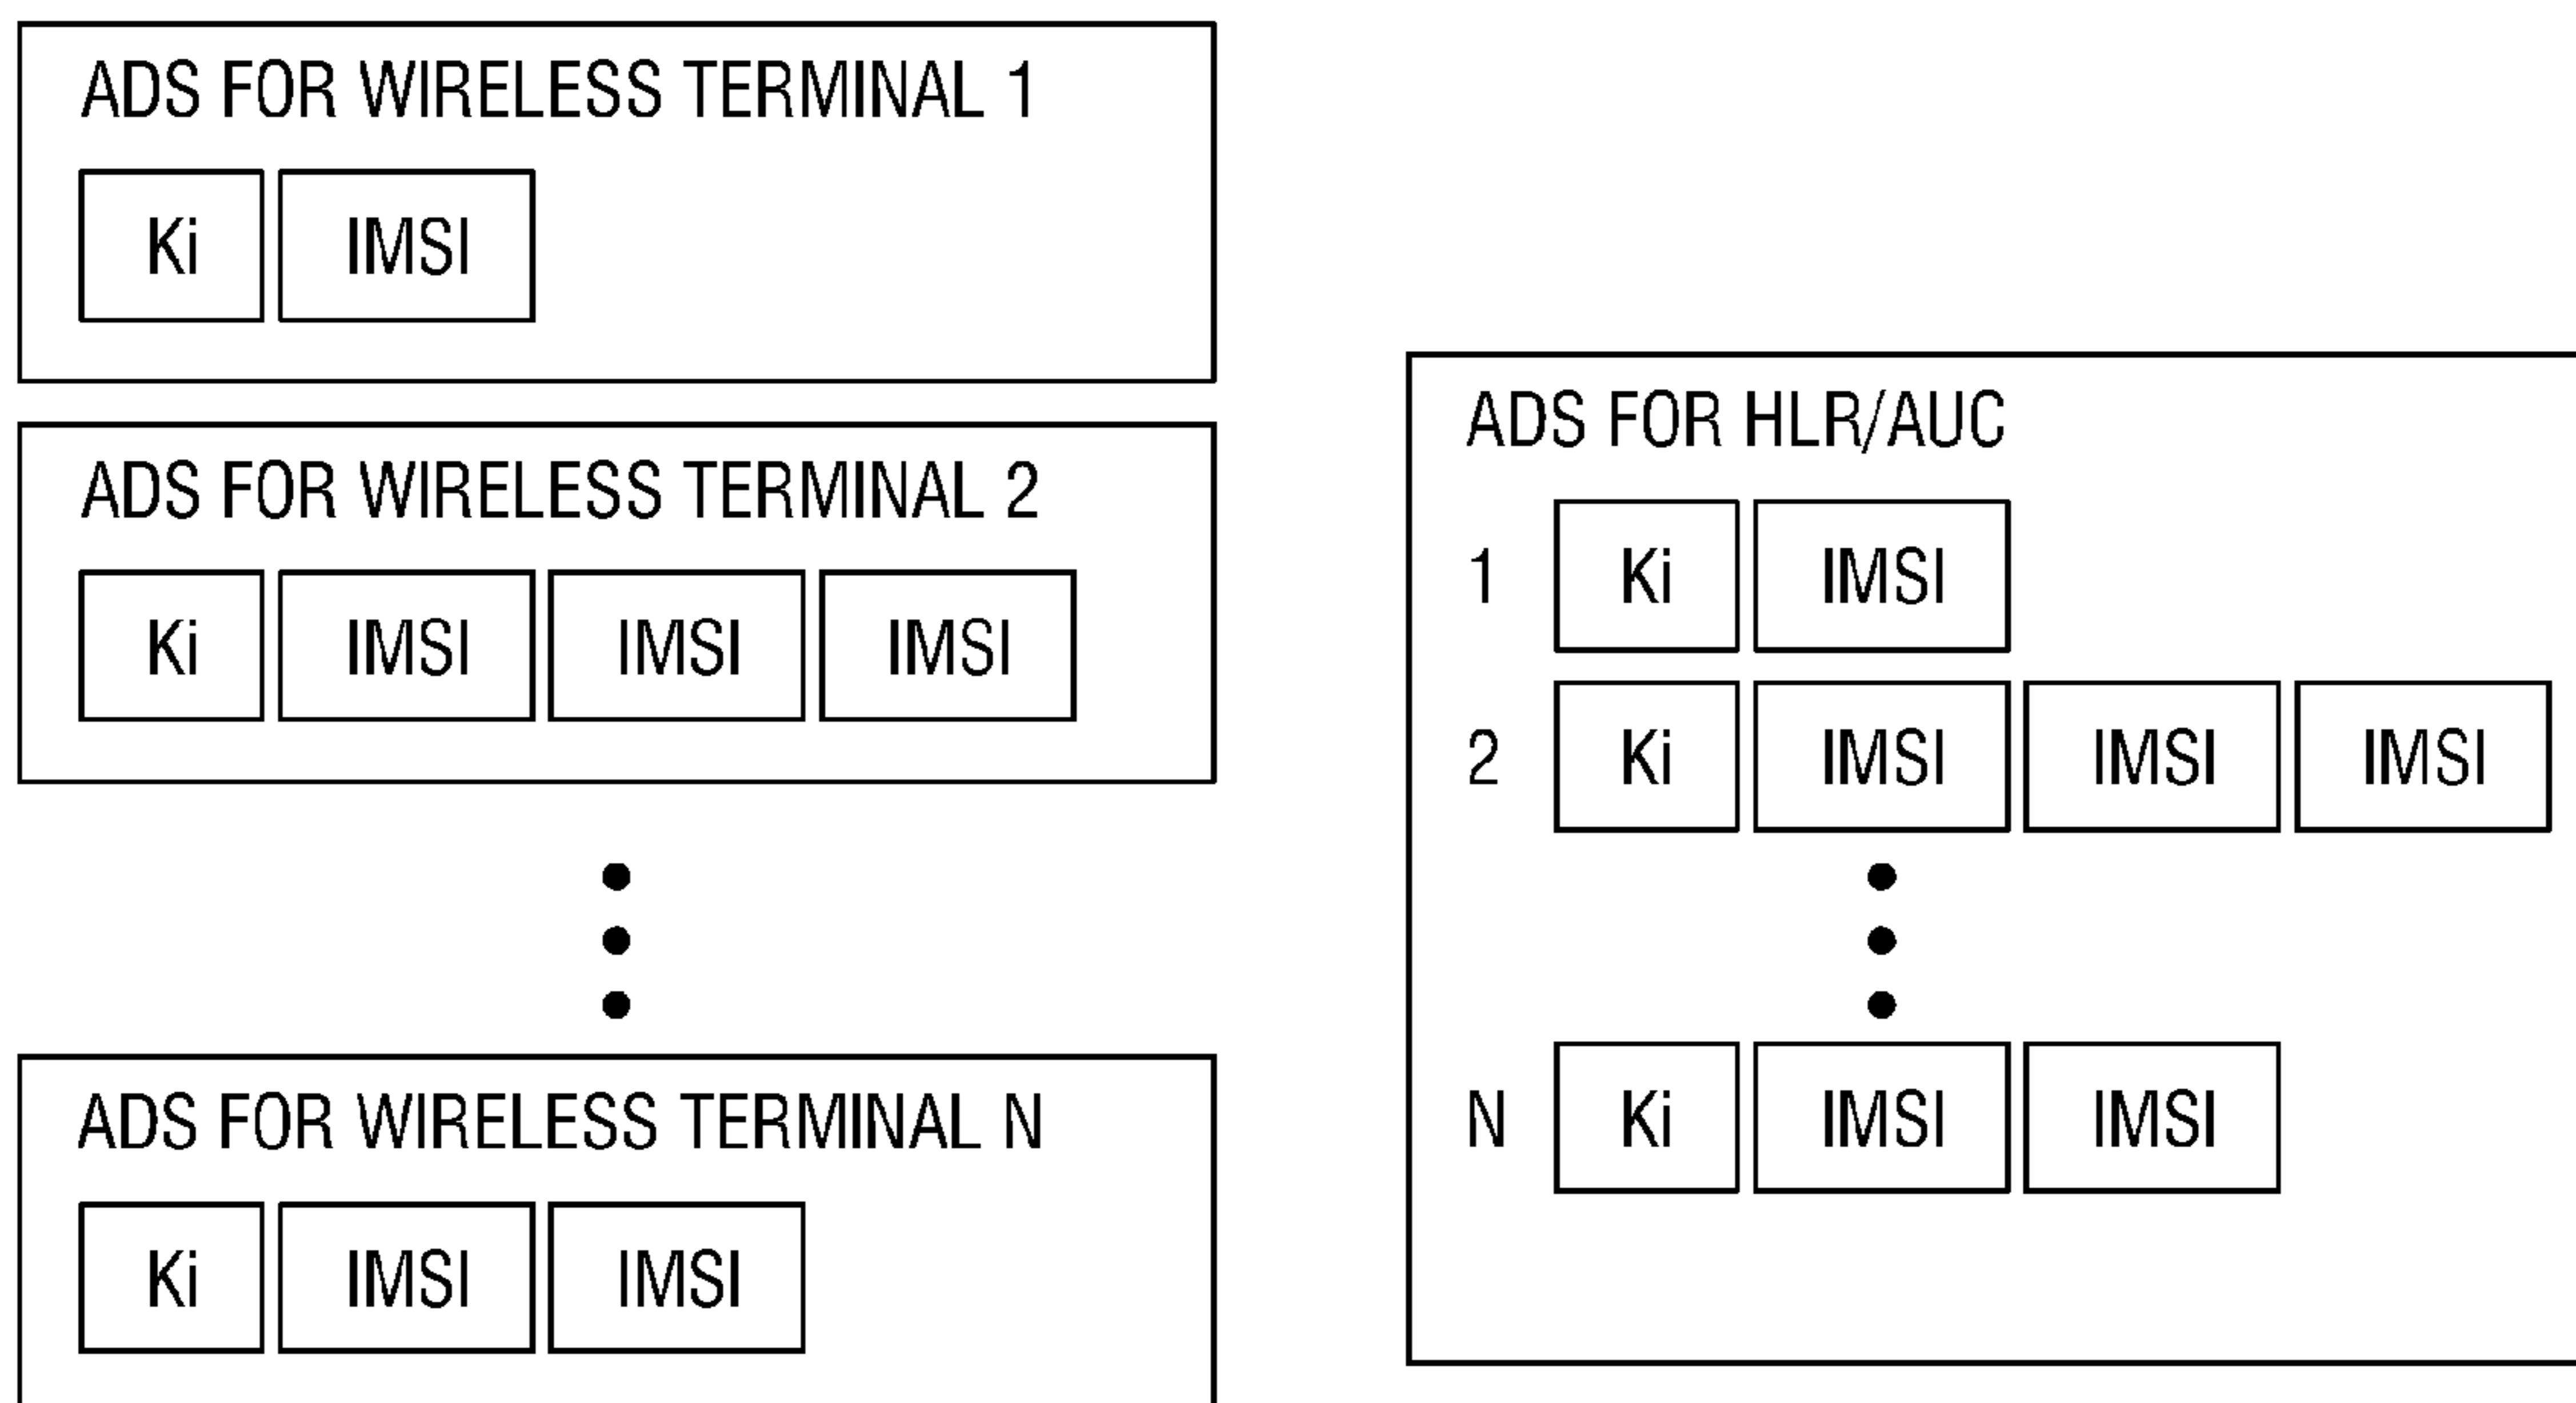 ADS FOR WIRELESS TERMINAL 1
Ki IMSI
ADS FOR WIRELESS TERMINAL 2
Ki IMSI IMSI IMSI
ADS FOR WIRELESS TERMINAL N
Ki IMSI IMSI
ADS FOR HLR/AUC
1 Ki IMSI
2 Ki IMSI IMSI IMSI
N Ki IMSI IMSI